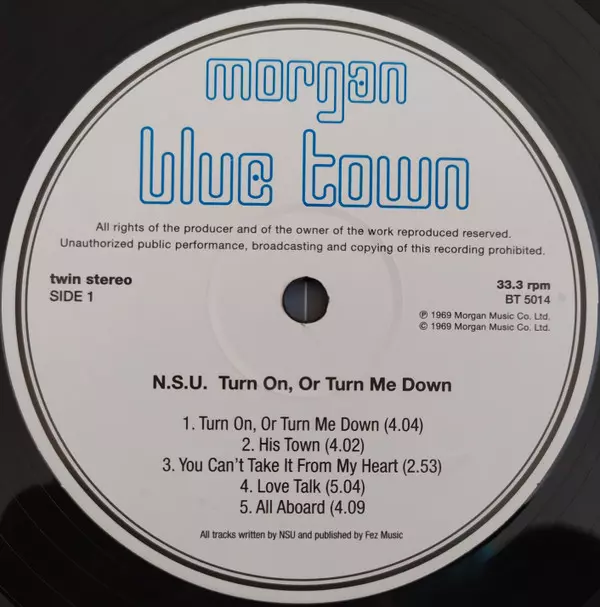 morgan
blue town
All rights of the producer and of the owner of the work reproduced reserved.
Unauthorized public performance, broadcasting and copying of this recording prohibited.
twin stereo
SIDE 1
33.3 rpm
BT 5014
℗ 1969 Morgan Music Co. Ltd.
© 1969 Morgan Music Co. Ltd.
N.S.U. Turn On, Or Turn Me Down
1. Turn On, Or Turn Me Down (4.04)
2. His Town (4.02)
3. You Can't Take It From My Heart (2.53)
4. Love Talk (5.04)
5. All Aboard (4.09
All tracks written by NSU and published by Fez Music